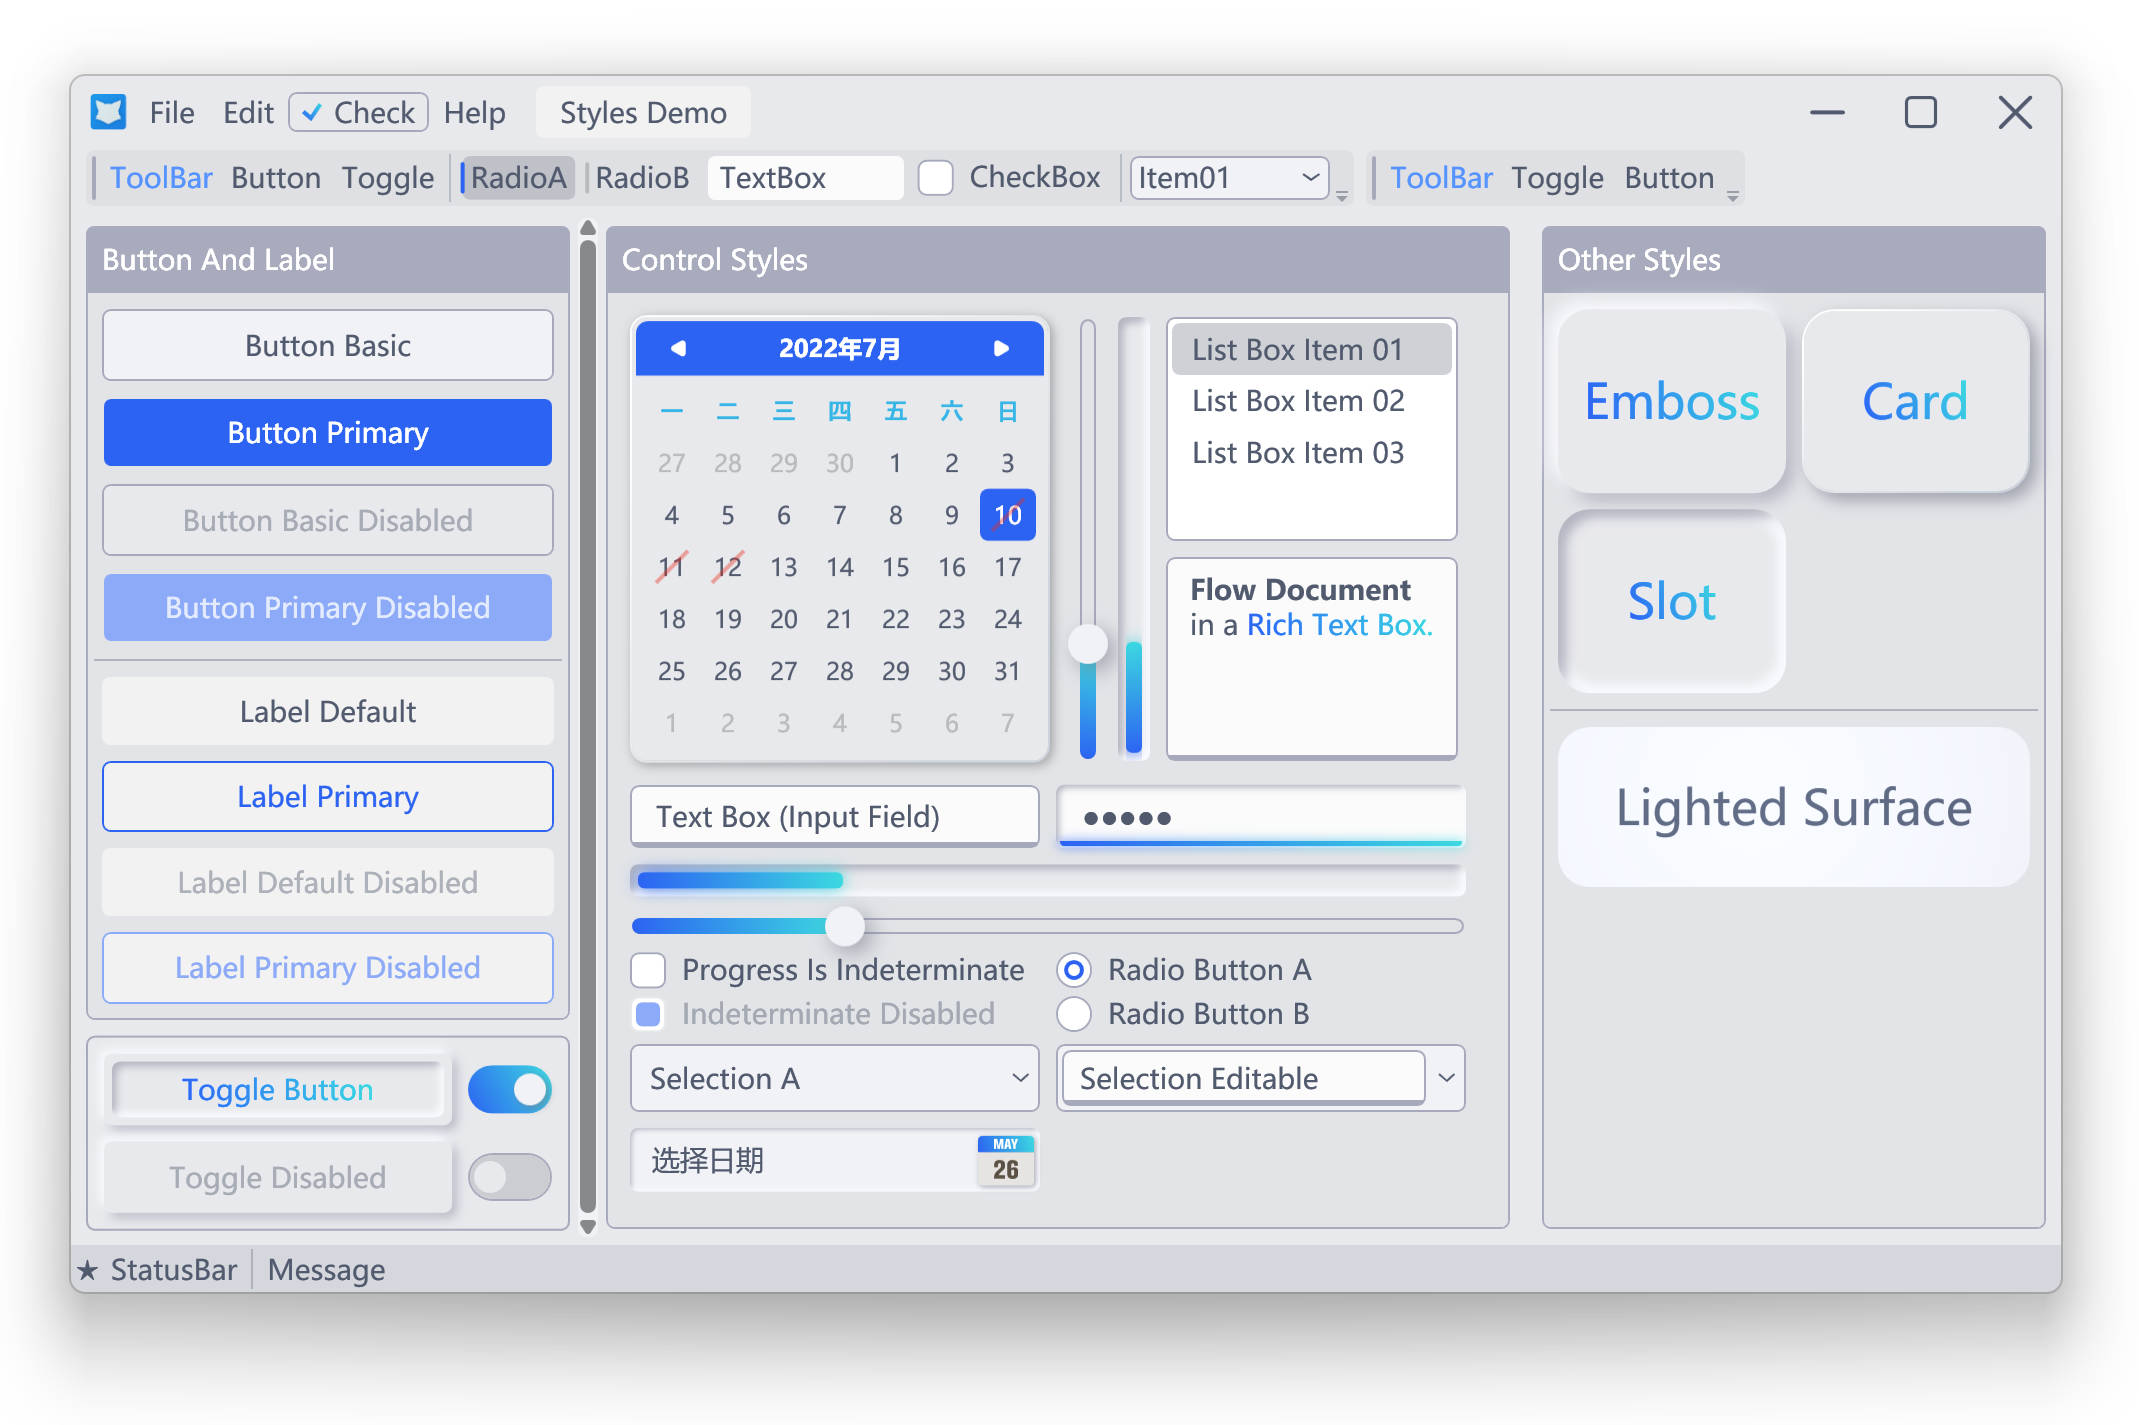 File Edit Check Help Styles Demo
ToolBar Button Toggle RadioA RadioB TextBox CheckBox Item01 ToolBar Toggle Button
Button And Label
Button Basic
Button Primary
Button Basic Disabled
Button Primary Disabled
Label Default
Label Primary
Label Default Disabled
Label Primary Disabled
Toggle Button
Toggle Disabled
Control Styles
2022年7月
一 二 三 四 五 六 日
27 28 29 30 1 2 3
4 5 6 7 8 9 10
11 12 13 14 15 16 17
18 19 20 21 22 23 24
25 26 27 28 29 30 31
1 2 3 4 5 6 7
List Box Item 01
List Box Item 02
List Box Item 03
Flow Document
in a Rich Text Box.
Text Box (Input Field)
●●●●●
Progress Is Indeterminate
Radio Button A
Indeterminate Disabled
Radio Button B
Selection A
Selection Editable
选择日期
MAY
26
Other Styles
Emboss
Card
Slot
Lighted Surface
★ StatusBar Message